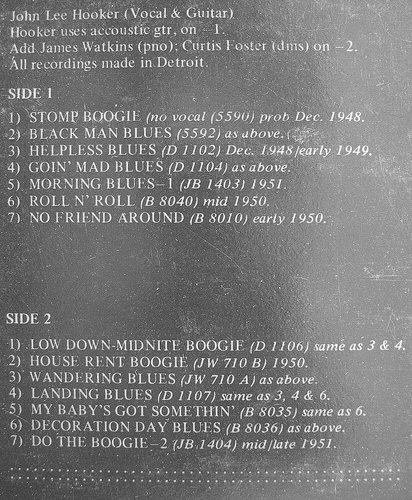 John Lee Hooker (Vocal & Guitar)
Hooker uses accoustic gtr, on −1.
Add James Watkins (pno); Curtis Foster (dms) on −2.
All recordings made in Detroit.
SIDE 1
1) STOMP BOOGIE (no vocal (5590) prob Dec. 1948.
2) BLACK MAN BLUES (5592) as above.
3) HELPLESS BLUES (D 1102) Dec. 1948/early 1949.
4) GOIN' MAD BLUES (D 1104) as above.
5) MORNING BLUES−1 (JB 1403) 1951.
6) ROLL N' ROLL (B 8040) mid 1950.
7) NO FRIEND AROUND (B 8010) early 1950.
SIDE 2
1) LOW DOWN-MIDNITE BOOGIE (D 1106) same as 3 & 4.
2) HOUSE RENT BOOGIE (JW 710 B) 1950.
3) WANDERING BLUES (JW 710 A) as above.
4) LANDING BLUES (D 1107) same as 3, 4 & 6.
5) MY BABY'S GOT SOMETHIN' (B 8035) same as 6.
6) DECORATION DAY BLUES (B 8036) as above.
7) DO THE BOOGIE−2 (JB 1404) mid/late 1951.